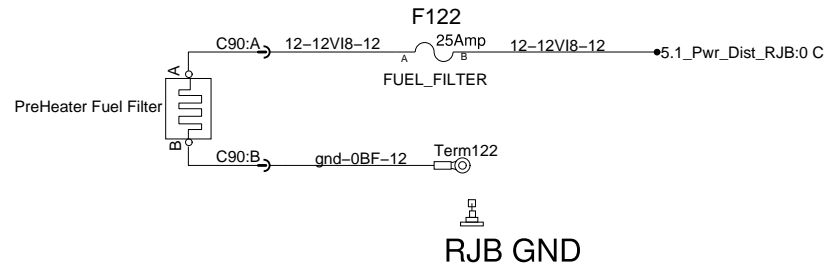 F122
C90:A 12-12VI8-12 25Amp 12-12VI8-12
A A B 5.1_Pwr_Dist_RJB:0 C
FUEL_FILTER
PreHeater Fuel Filter
B C90:B gnd-0BF-12 Term122
RJB GND